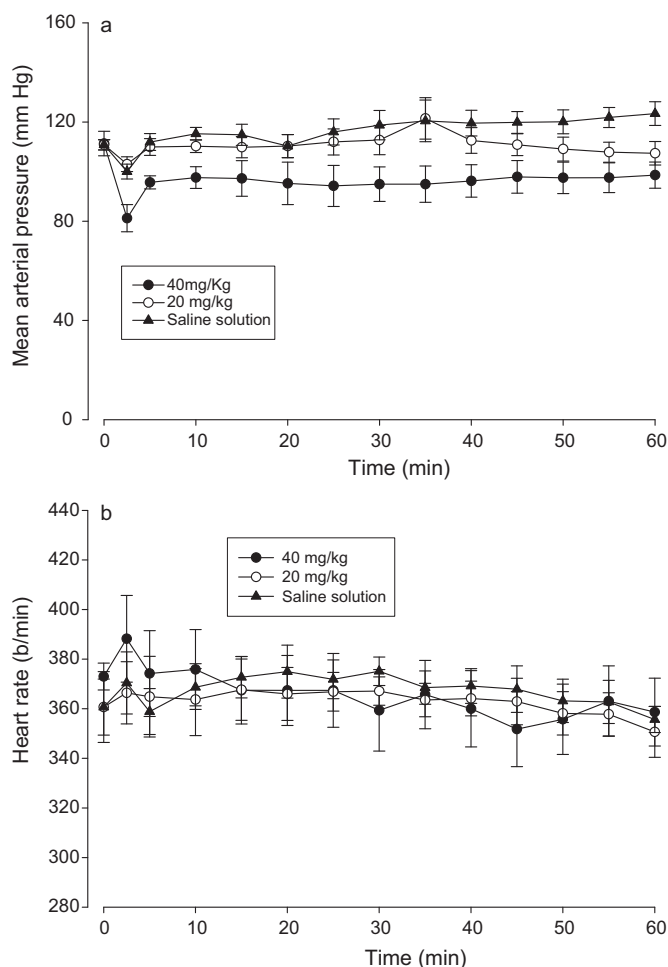 a
160
120
80
40
0
Mean arterial pressure (mm Hg)
40mg/Kg
20 mg/kg
Saline solution
0 10 20 30 40 50 60
Time (min)
b
440
420
400
380
360
340
320
300
280
Heart rate (b/min)
40 mg/kg
20 mg/kg
Saline solution
0 10 20 30 40 50 60
Time (min)